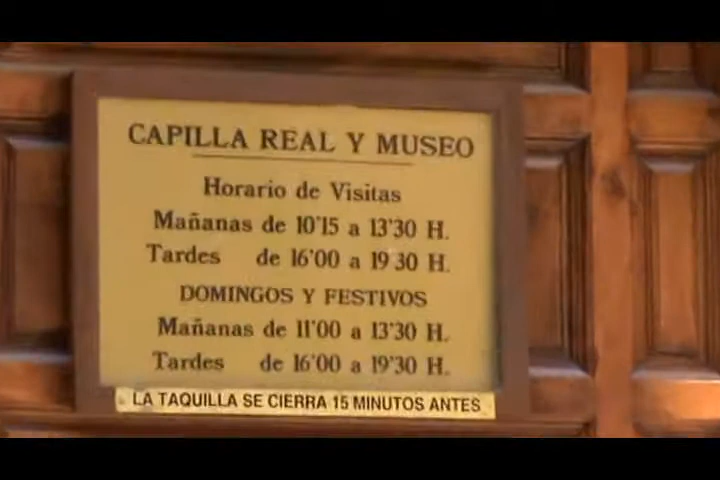 CAPILLA REAL Y MUSEO
Horario de Visitas
Mañanas de 10'15 a 13'30 H.
Tardes de 16'00 a 19 30 H.
DOMINGOS Y FESTIVOS
Mañanas de 11'00 a 13'30 H.
Tardes de 16'00 a 19'30 H.
LA TAQUILLA SE CIERRA 15 MINUTOS ANTES